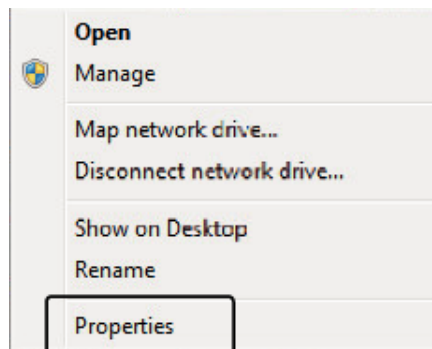 Open
Manage
Map network drive...
Disconnect network drive...
Show on Desktop
Rename
Properties